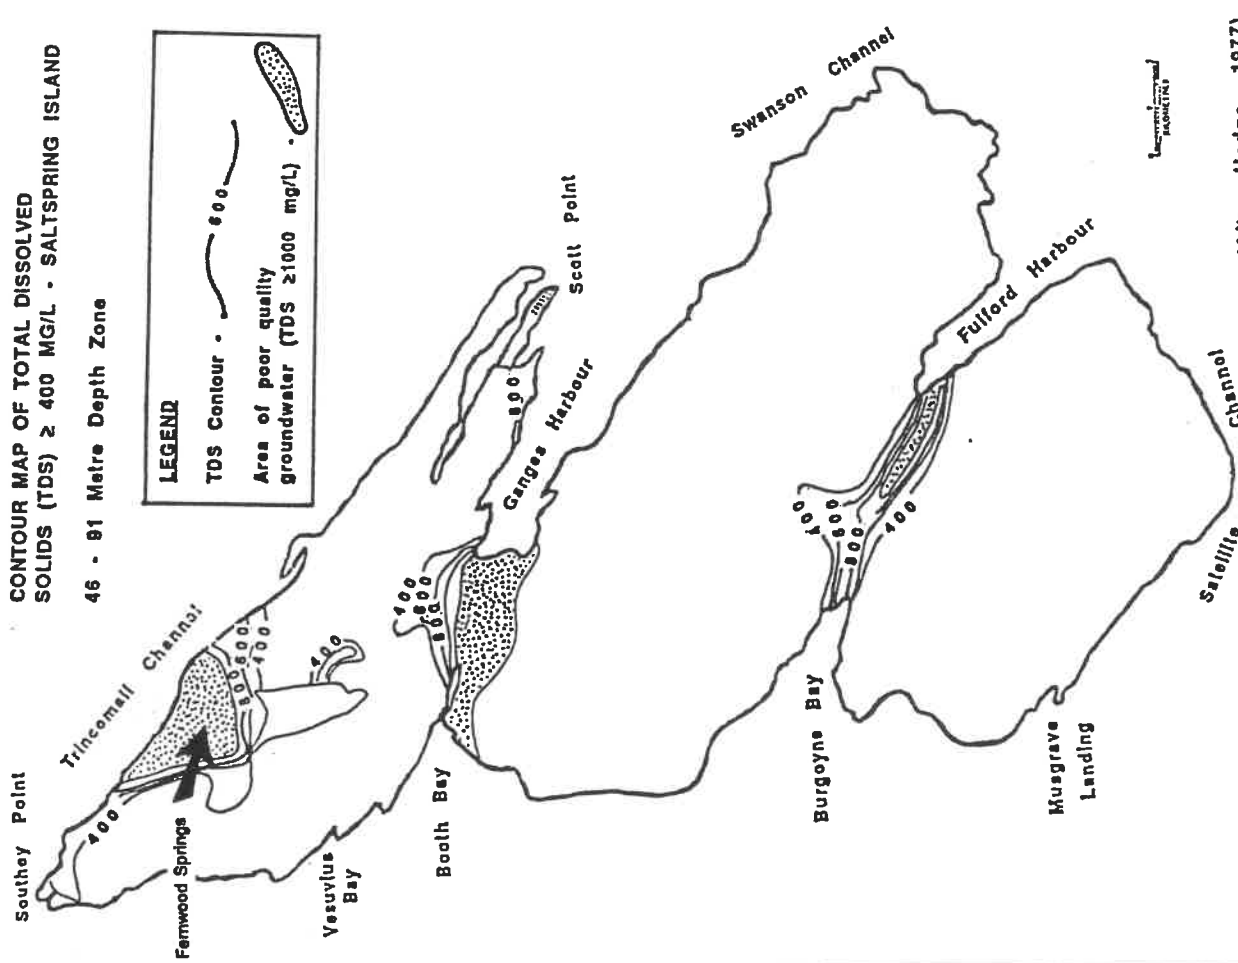 CONTOUR MAP OF TOTAL DISSOLVED
SOLIDS (TDS) ≥ 400 MG/L - SALTSPRING ISLAND
46 - 91 Metre Depth Zone
LEGEND
TDS Contour -
600
Area of poor quality
groundwater (TDS ≥1000 mg/L) -
Southey Point
Trincomali Channel
400
Fernwood Springs
800
600
400
400
Vesuvius
Bay
Booth Bay
400
600
800
Ganges Harbour
800
Scott Point
Swanson Channel
Burgoyne Bay
400
600
800
400
Fulford Harbour
Musgrave
Landing
Satellite Channel
KILOMETRES
1977)